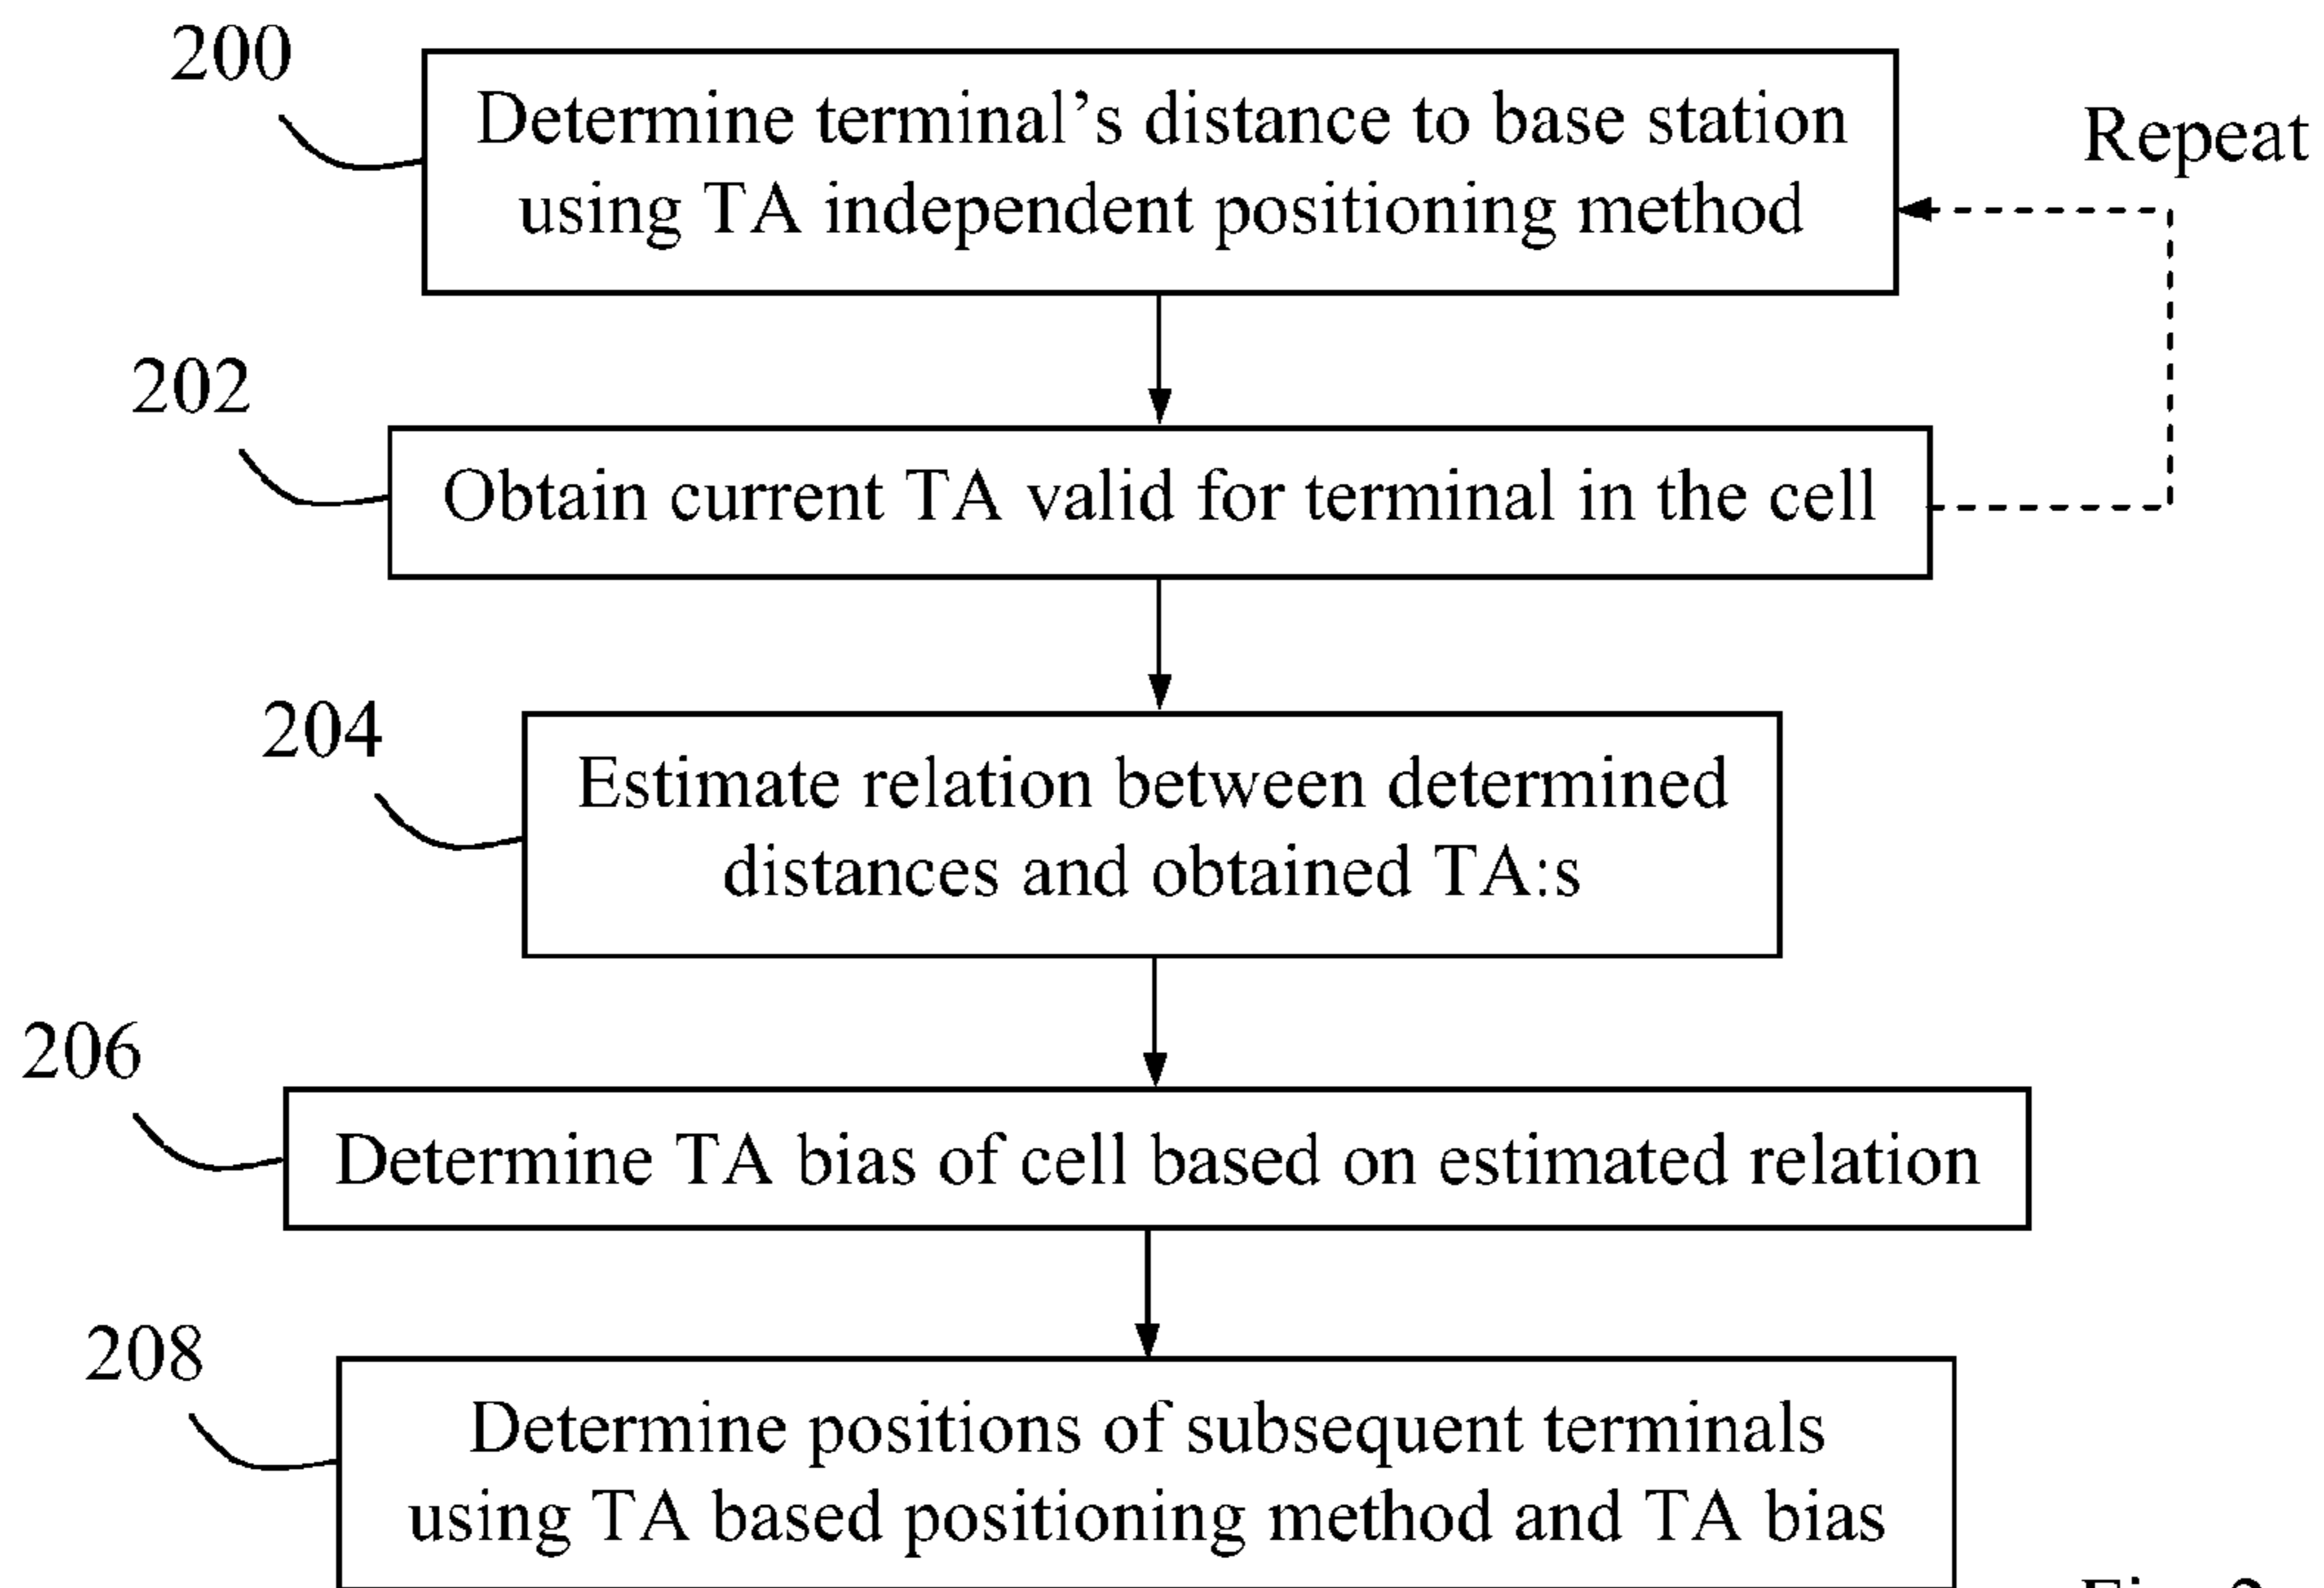 200
Determine terminal's distance to base station
using TA independent positioning method
Repeat
202
Obtain current TA valid for terminal in the cell
204
Estimate relation between determined
distances and obtained TA:s
206
Determine TA bias of cell based on estimated relation
208
Determine positions of subsequent terminals
using TA based positioning method and TA bias